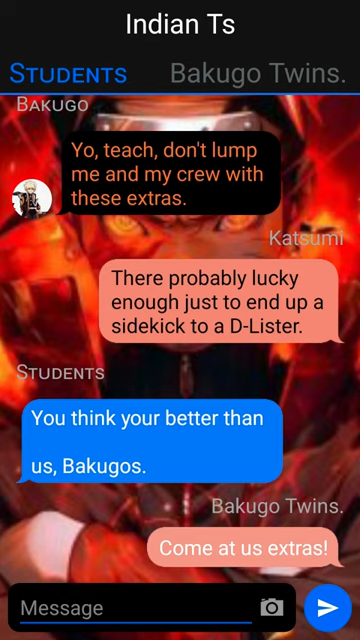 Indian Ts
Students
Bakugo Twins.
Bakugo
Yo, teach, don't lump
me and my crew with
these extras.
Katsumi
There probably lucky
enough just to end up a
sidekick to a D-Lister.
Students
You think your better than
us, Bakugos.
Bakugo Twins.
Come at us extras!
Message